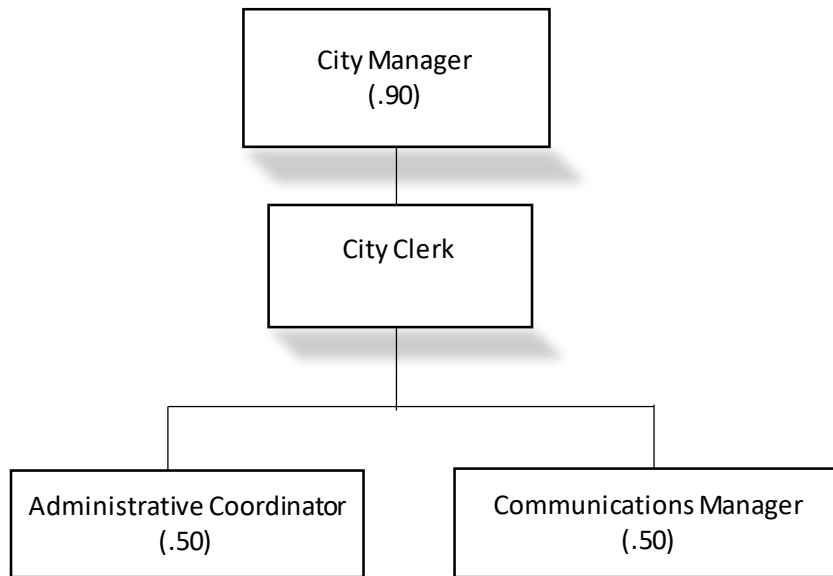 City Manager
(.90)
City Clerk
Administrative Coordinator
(.50)
Communications Manager
(.50)